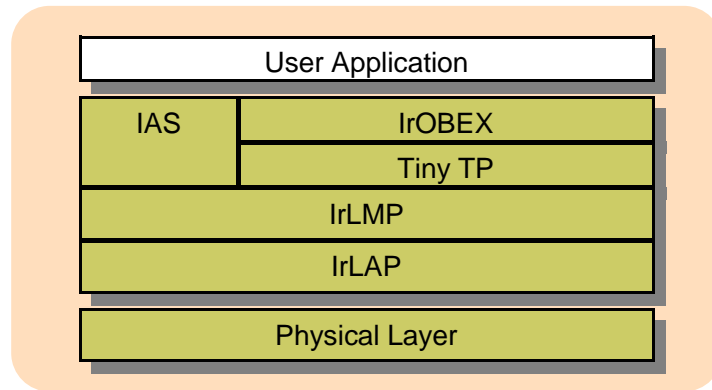 User Application
IAS
IrOBEX
Tiny TP
IrLMP
IrLAP
Physical Layer